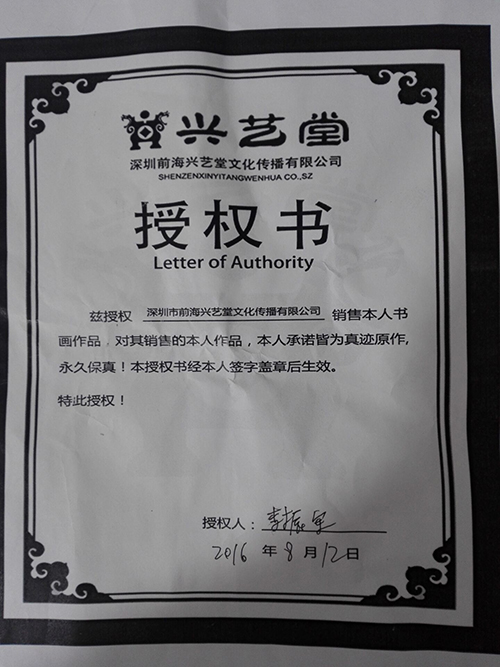 兴艺堂
深圳前海兴艺堂文化传播有限公司
SHENZENXINYITANGWENHUA CO.,SZ
授权书
Letter of Authority
兹授权 深圳市前海兴艺堂文化传播有限公司 销售本人书
画作品，对其销售的本人作品，本人承诺皆为真迹原作，
永久保真！本授权书经本人签字盖章后生效。
特此授权！
授权人：李振军
2016 年 8 月 12 日